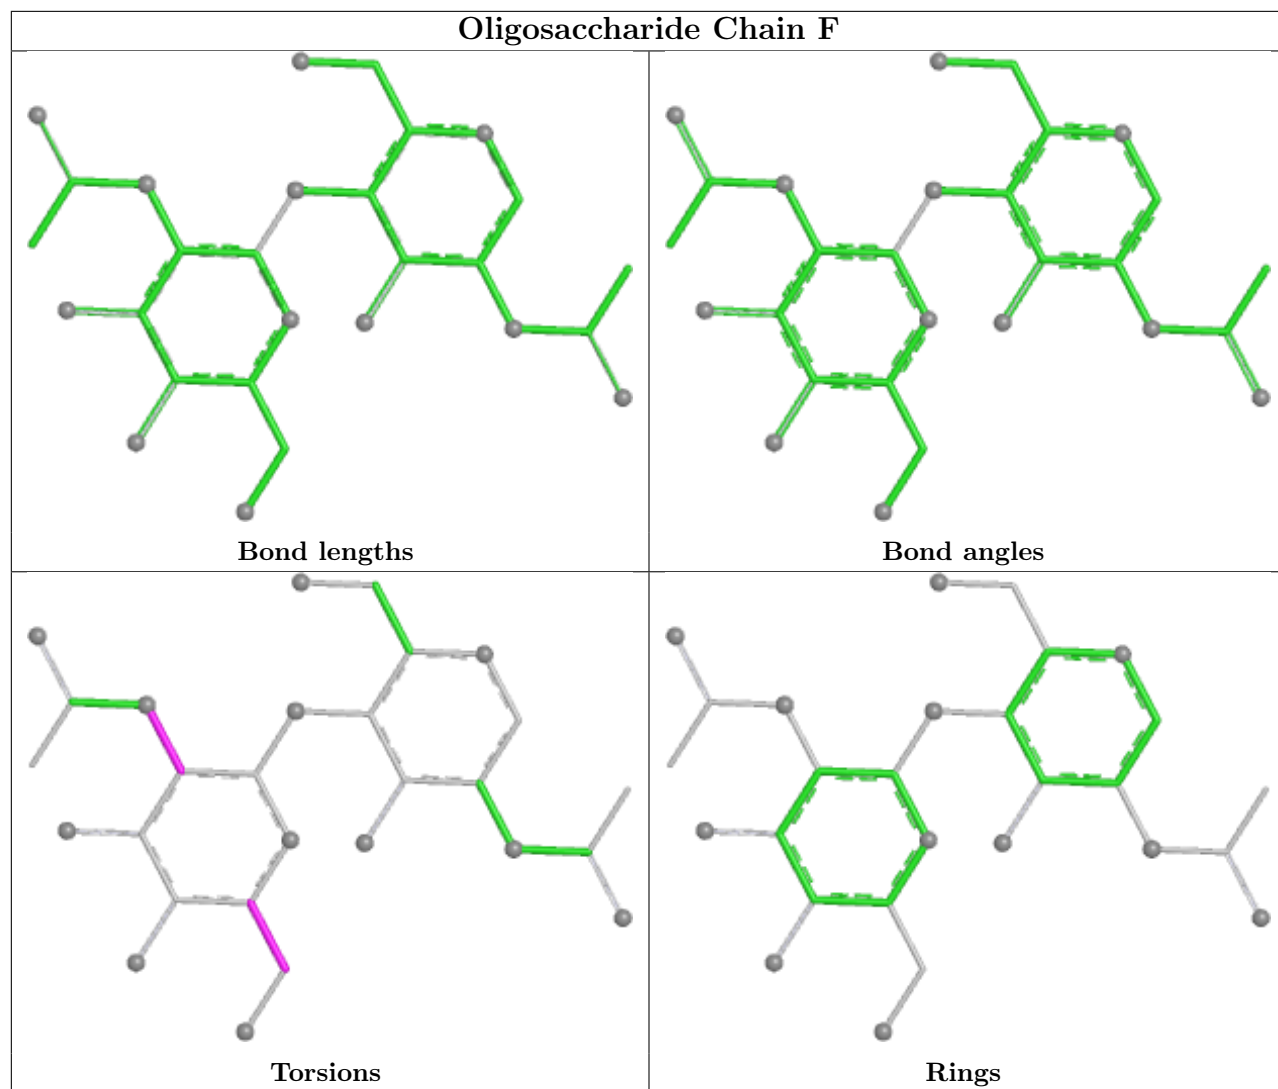 Oligosaccharide Chain F
Bond lengths
Bond angles
Torsions
Rings